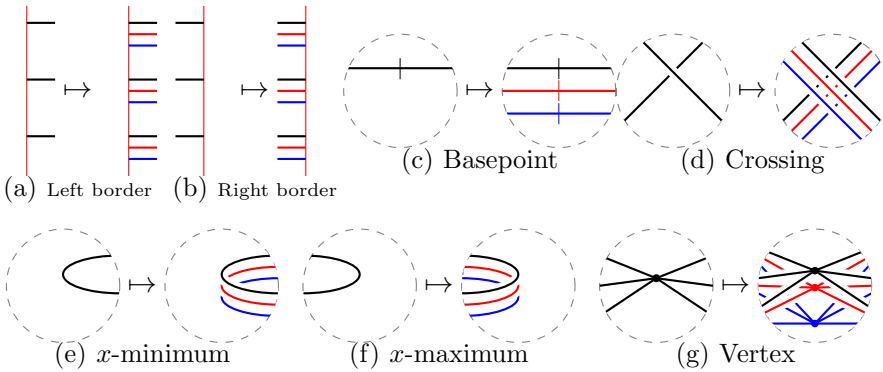 (c) Basepoint
(d) Crossing
(a) Left border
(b) Right border
(e) x-minimum
(f) x-maximum
(g) Vertex